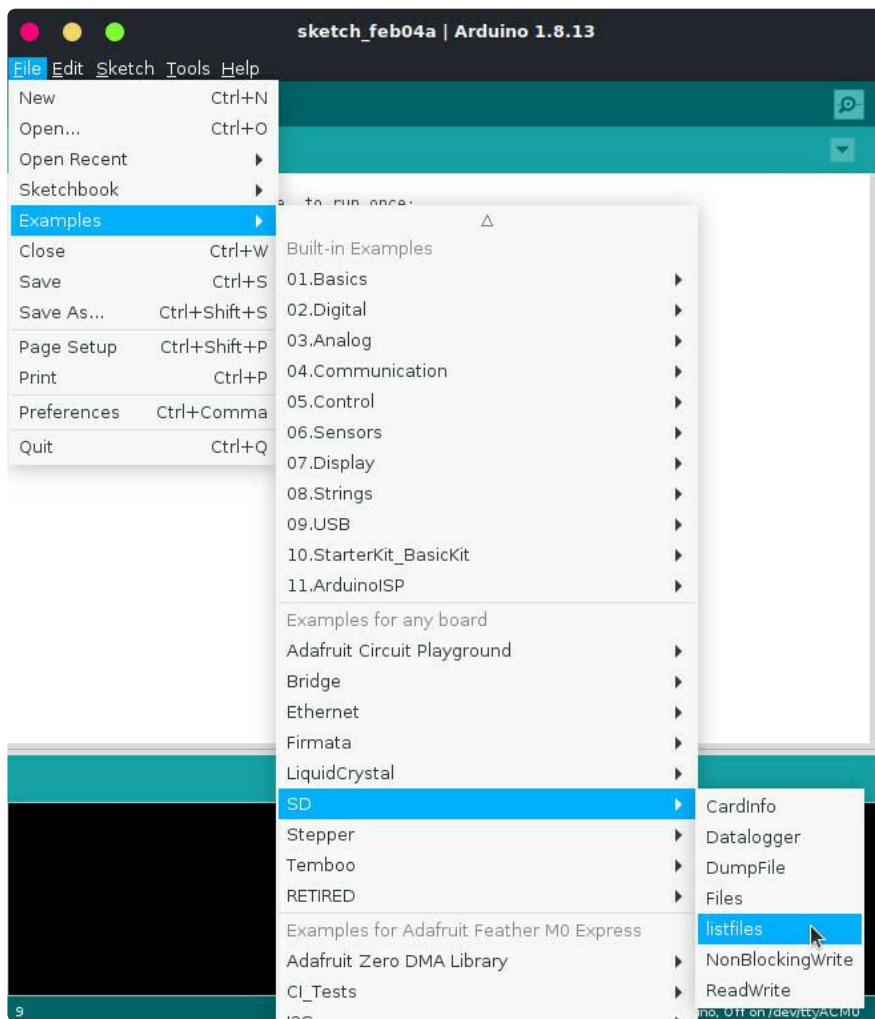 sketch_feb04a | Arduino 1.8.13
File Edit Sketch Tools Help
New Ctrl+N
Open... Ctrl+O
Open Recent
Sketchbook
to run once:
Examples
Close Ctrl+W
Save Ctrl+S
Save As... Ctrl+Shift+S
Page Setup Ctrl+Shift+P
Print Ctrl+P
Preferences Ctrl+Comma
Quit Ctrl+Q
Built-in Examples
01.Basics
02.Digital
03.Analog
04.Communication
05.Control
06.Sensors
07.Display
08.Strings
09.USB
10.StarterKit_BasicKit
11.ArduinoISP
Examples for any board
Adafruit Circuit Playground
Bridge
Ethernet
Firmata
LiquidCrystal
SD
Stepper
Temboo
RETIRED
Examples for Adafruit Feather M0 Express
Adafruit Zero DMA Library
CI_Tests
CardInfo
Datalogger
DumpFile
Files
listfiles
NonBlockingWrite
ReadWrite
9
Off on /dev/ttyACM0